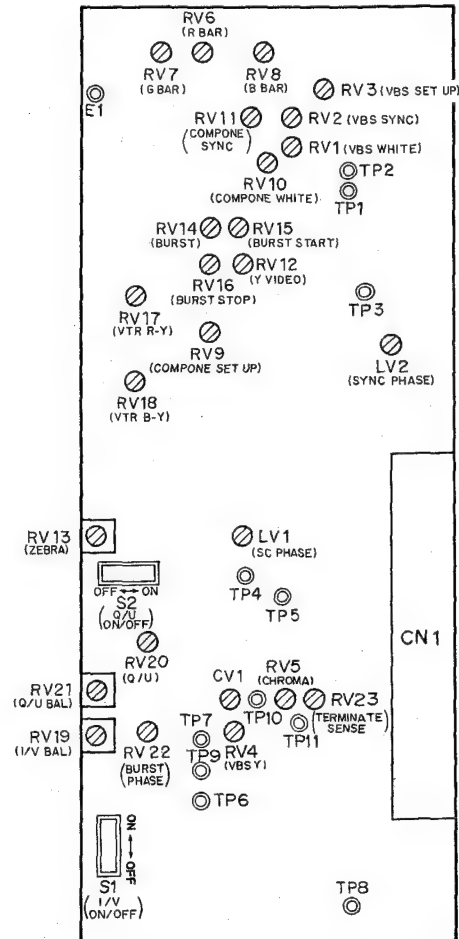 RV6
(R BAR)
RV7
(G BAR)
RV8
(B BAR)
RV3 (VBS SET UP)
E1
RV11
(COMPONE SYNC)
RV2 (VBS SYNC)
RV1 (VBS WHITE)
RV10
(COMPONE WHITE)
TP2
TP1
RV14
(BURST)
RV15
(BURST START)
RV16
(BURST STOP)
RV12
(Y VIDEO)
RV17
(VTR R-Y)
TP3
RV9
(COMPONE SET UP)
LV2
(SYNC PHASE)
RV18
(VTR B-Y)
RV13
(ZEBRA)
LV1
(SC PHASE)
OFF ↔ ON
S2
(Q/U
ON/OFF)
TP4
TP5
CN1
RV20
(Q/U)
RV21
(Q/U BAL)
CV1
RV5
(CHROMA)
TP10
RV23
(TERMINATE
SENSE)
TP11
RV19
(I/V BAL)
RV22
(BURST
PHASE)
TP7
TP9
RV4
(VBS Y)
TP6
ON ↔ OFF
S1
(I/V
ON/OFF)
TP8